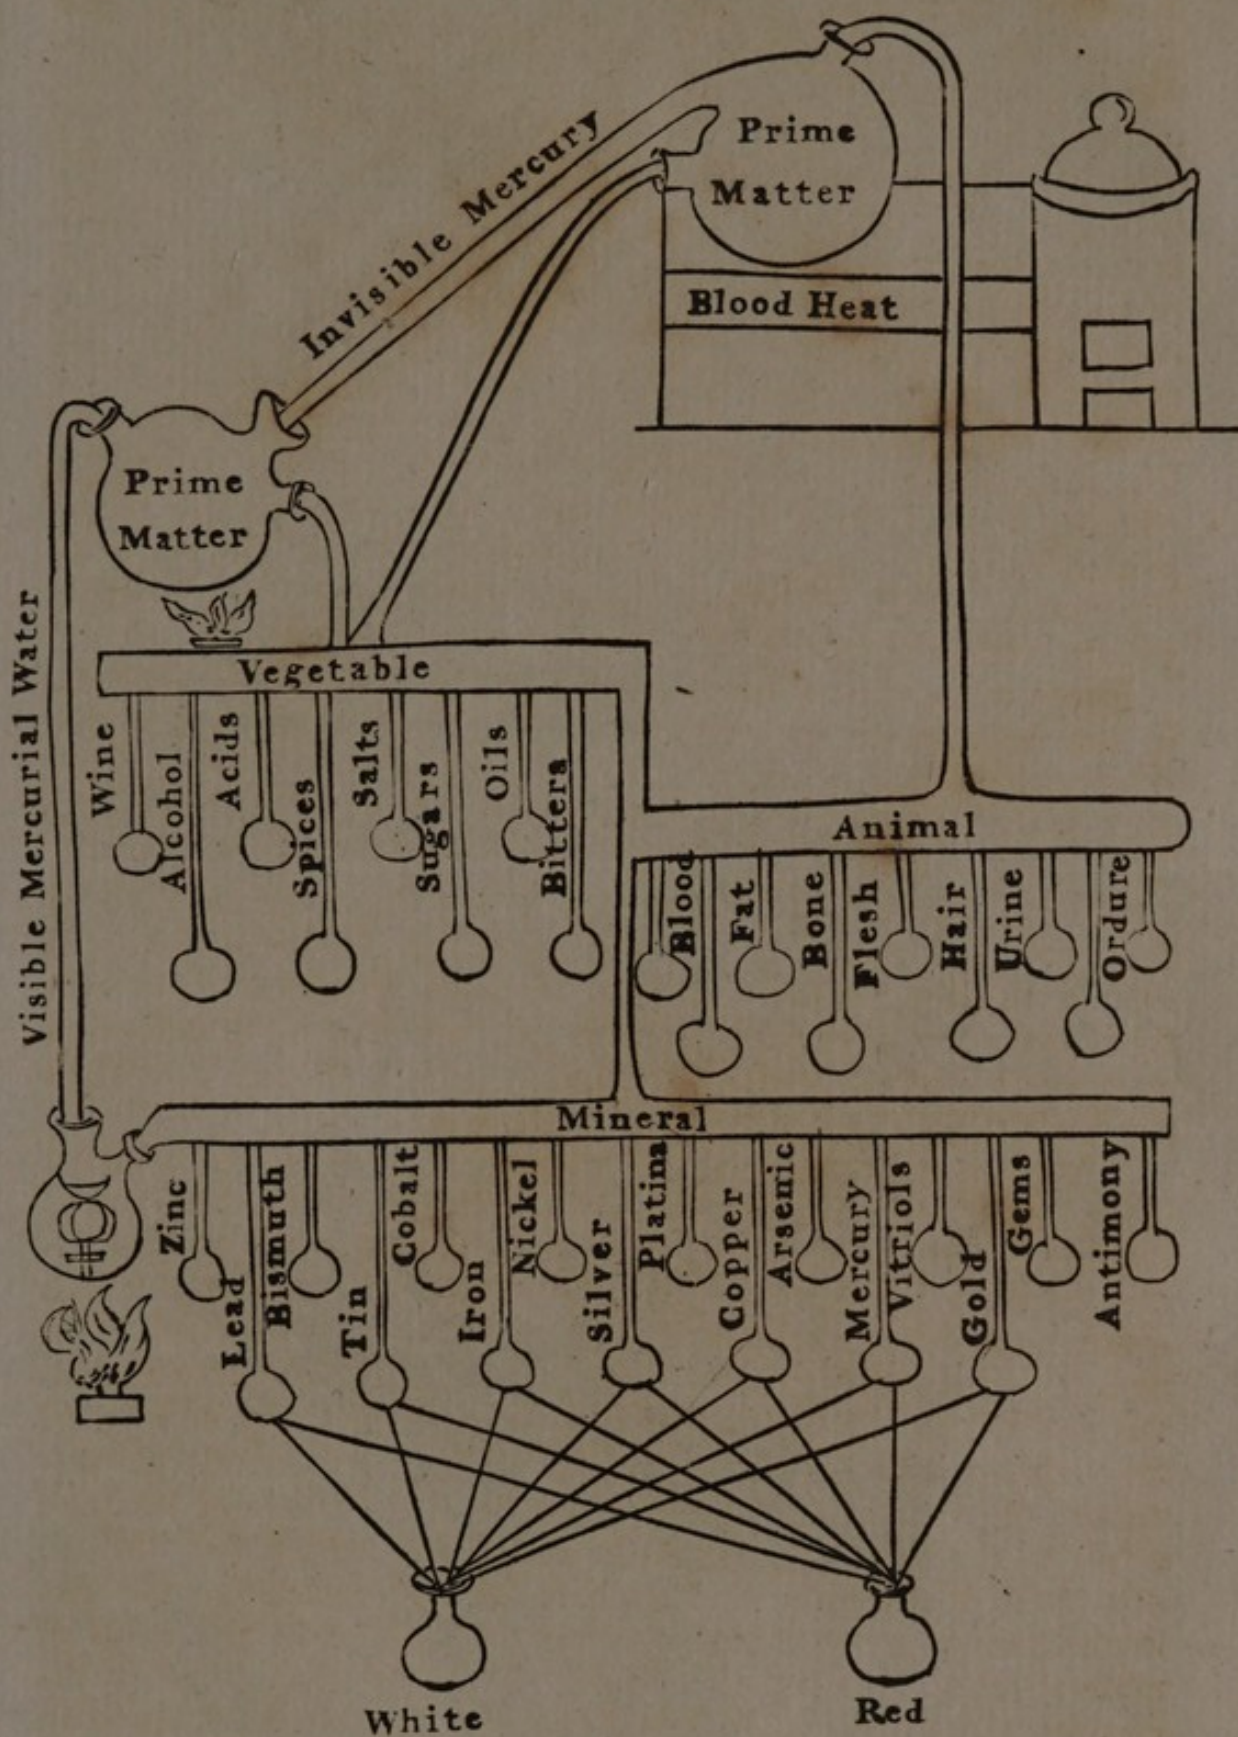 Prime
Matter
Invisible Mercury
Blood Heat
Prime
Matter
Visible Mercurial Water
Vegetable
Wine
Alcohol
Acids
Spices
Salts
Sugars
Oils
Bitters
Animal
Blood
Fat
Bone
Flesh
Hair
Urine
Ordure
Mineral
Zinc
Lead
Bismuth
Tin
Cobalt
Iron
Nickel
Silver
Platina
Copper
Arsenic
Mercury
Vitriols
Gold
Gems
Antimony
White
Red